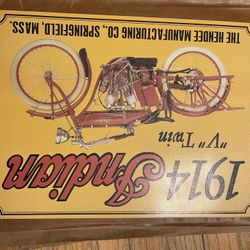 1914 Indian
"V" Twin
THE HENDEE MANUFACTURING CO., SPRINGFIELD, MASS.